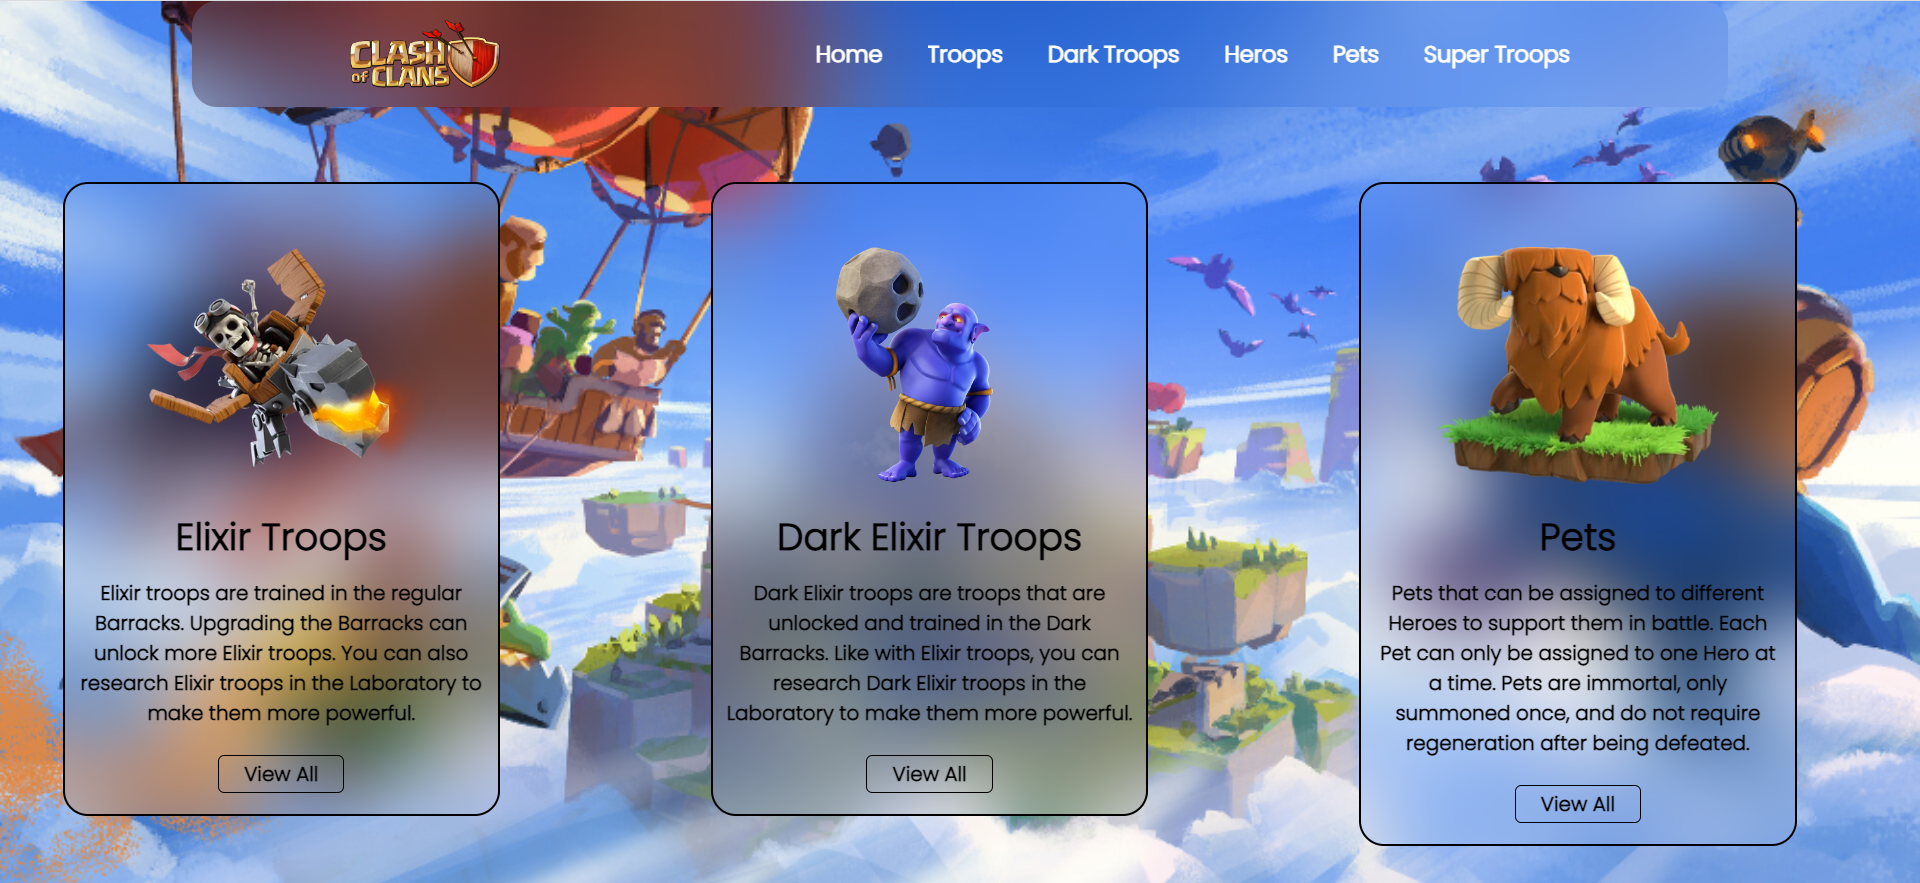 CLASH
of CLANS
Home Troops Dark Troops Heros Pets Super Troops
Elixir Troops
Elixir troops are trained in the regular
Barracks. Upgrading the Barracks can
unlock more Elixir troops. You can also
research Elixir troops in the Laboratory to
make them more powerful.
View All
Dark Elixir Troops
Dark Elixir troops are troops that are
unlocked and trained in the Dark
Barracks. Like with Elixir troops, you can
research Dark Elixir troops in the
Laboratory to make them more powerful.
View All
Pets
Pets that can be assigned to different
Heroes to support them in battle. Each
Pet can only be assigned to one Hero at
a time. Pets are immortal, only
summoned once, and do not require
regeneration after being defeated.
View All